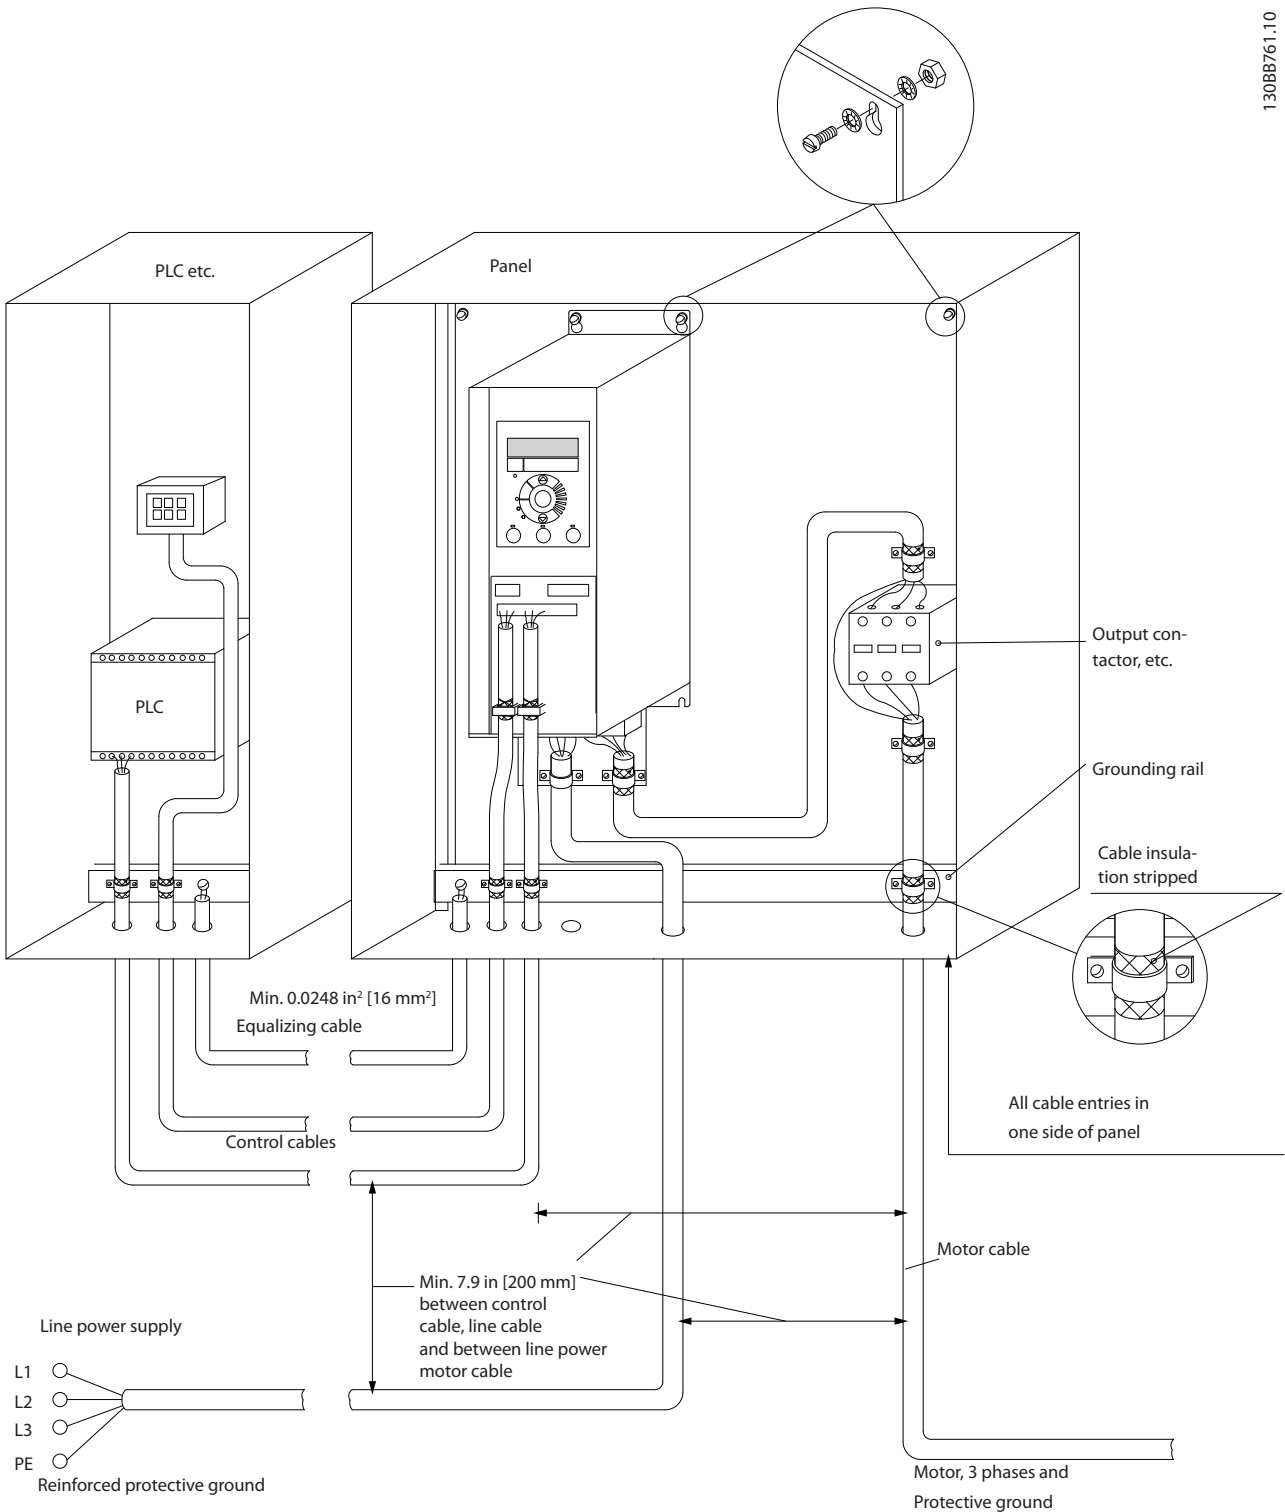 130BB761.10
PLC etc.
Panel
PLC
Output con-
tactor, etc.
Grounding rail
Cable insula-
tion stripped
Min. 0.0248 in² [16 mm²]
Equalizing cable
Control cables
All cable entries in
one side of panel
Min. 7.9 in [200 mm]
between control
cable, line cable
and between line power
motor cable
Motor cable
Line power supply
L1
L2
L3
PE
Reinforced protective ground
Motor, 3 phases and
Protective ground